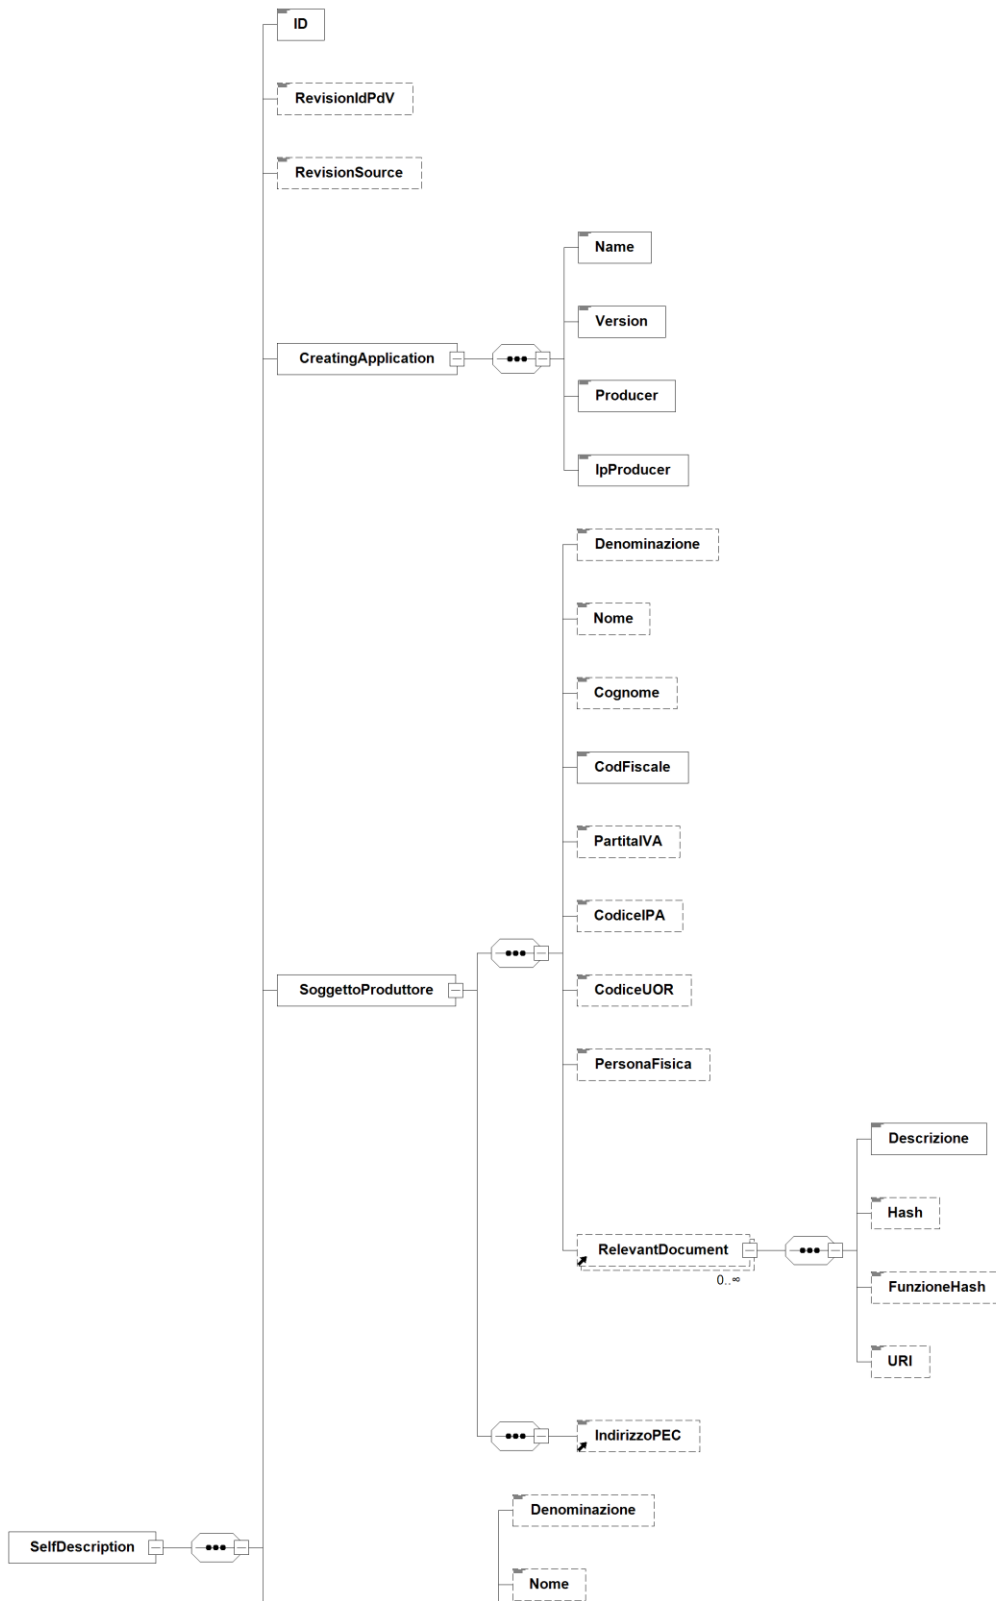 ID
RevisionIdPdV
RevisionSource
Name
Version
CreatingApplication
Producer
IpProducer
Denominazione
Nome
Cognome
CodFiscale
PartitaIVA
CodiceIPA
CodiceUOR
SoggettoProduttore
PersonaFisica
Descrizione
Hash
RelevantDocument
0..∞
FunzioneHash
URI
IndirizzoPEC
Denominazione
SelfDescription
Nome